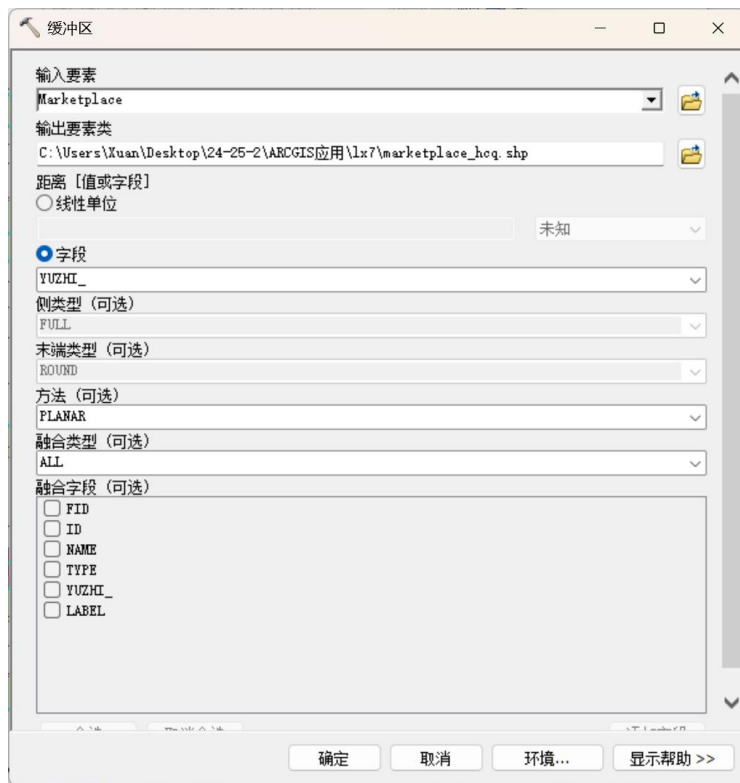 缓冲区
输入要素
Marketplace
输出要素类
C:\Users\Xuan\Desktop\24-25-2\ARCGIS应用\lx7\marketplace_hcq.shp
距离 [值或字段]
线性单位
未知
字段
YUZHI_
侧类型 (可选)
FULL
末端类型 (可选)
ROUND
方法 (可选)
PLANAR
融合类型 (可选)
ALL
融合字段 (可选)
FID
ID
NAME
TYPE
YUZHI_
LABEL
确定 取消 环境... 显示帮助 >>